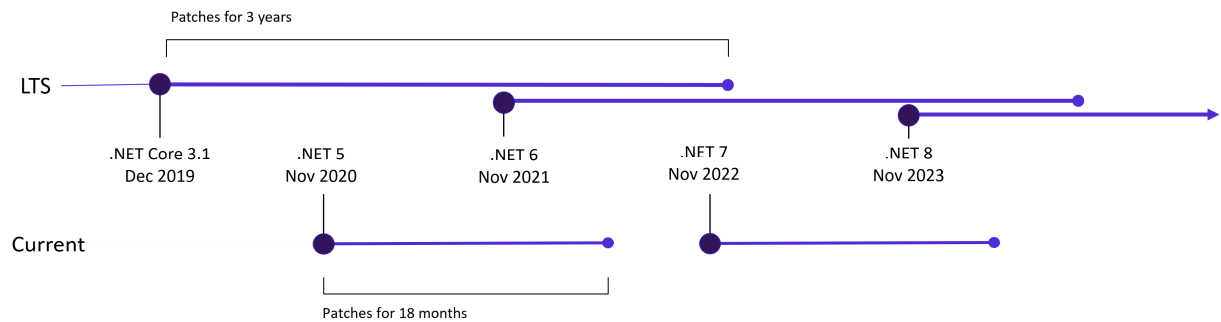 Patches for 3 years
LTS
.NET Core 3.1
Dec 2019
.NET 5
Nov 2020
.NET 6
Nov 2021
.NET 7
Nov 2022
.NET 8
Nov 2023
Current
Patches for 18 months